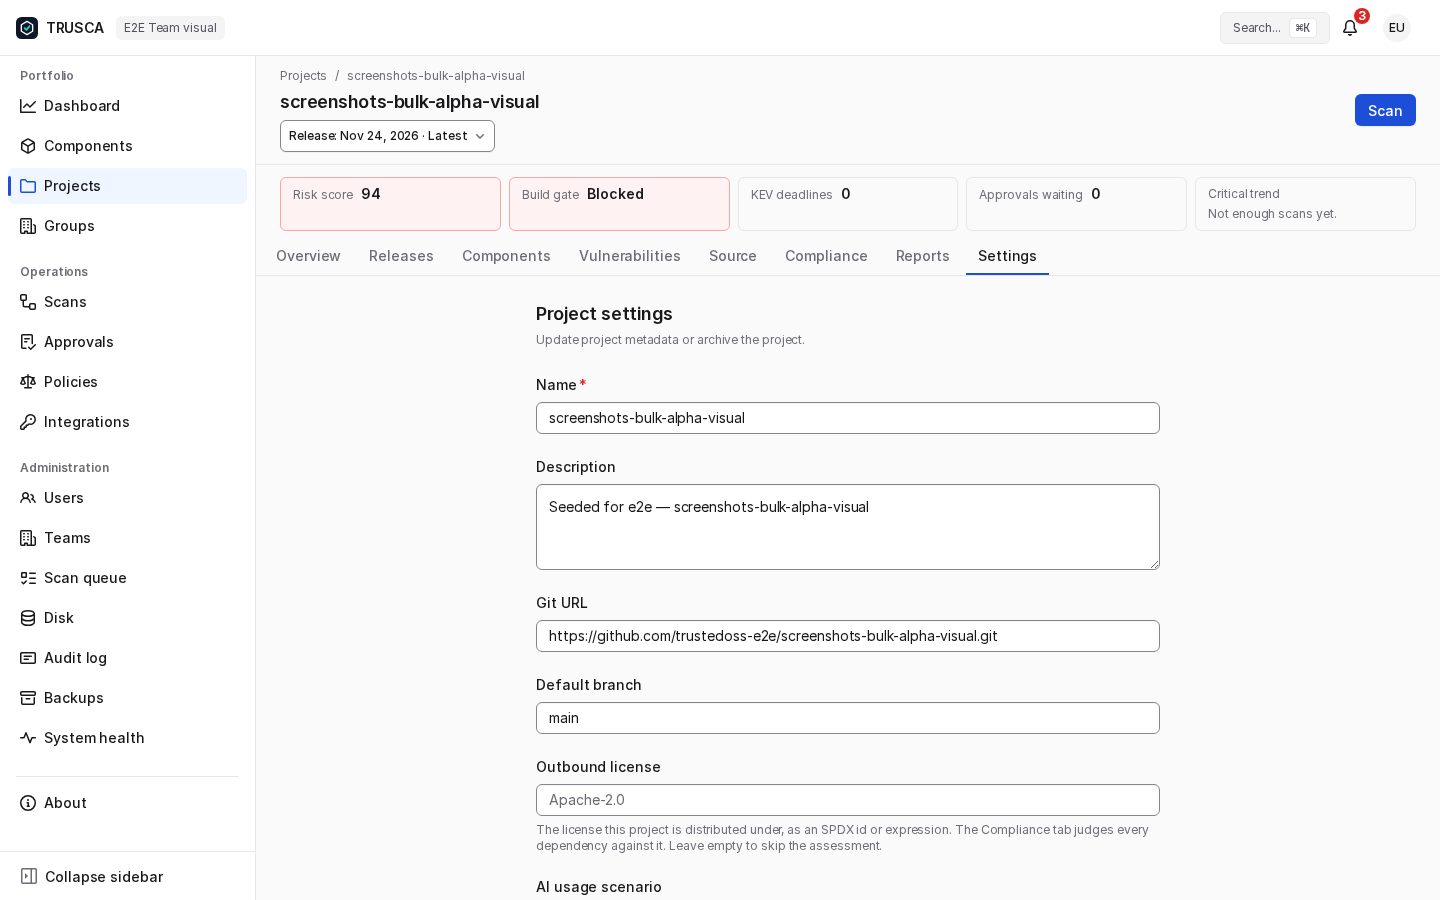 TRUSCA
E2E Team visual
Search...
⌘K
3
EU
Portfolio
Dashboard
Components
Projects
Groups
Operations
Scans
Approvals
Policies
Integrations
Administration
Users
Teams
Scan queue
Disk
Audit log
Backups
System health
About
Collapse sidebar
Projects / screenshots-bulk-alpha-visual
screenshots-bulk-alpha-visual
Release: Nov 24, 2026 · Latest
Scan
Risk score 94
Build gate Blocked
KEV deadlines 0
Approvals waiting 0
Critical trend
Not enough scans yet.
Overview
Releases
Components
Vulnerabilities
Source
Compliance
Reports
Settings
Project settings
Update project metadata or archive the project.
Name *
screenshots-bulk-alpha-visual
Description
Seeded for e2e — screenshots-bulk-alpha-visual
Git URL
https://github.com/trustedoss-e2e/screenshots-bulk-alpha-visual.git
Default branch
main
Outbound license
Apache-2.0
The license this project is distributed under, as an SPDX id or expression. The Compliance tab judges every
dependency against it. Leave empty to skip the assessment.
AI usage scenario